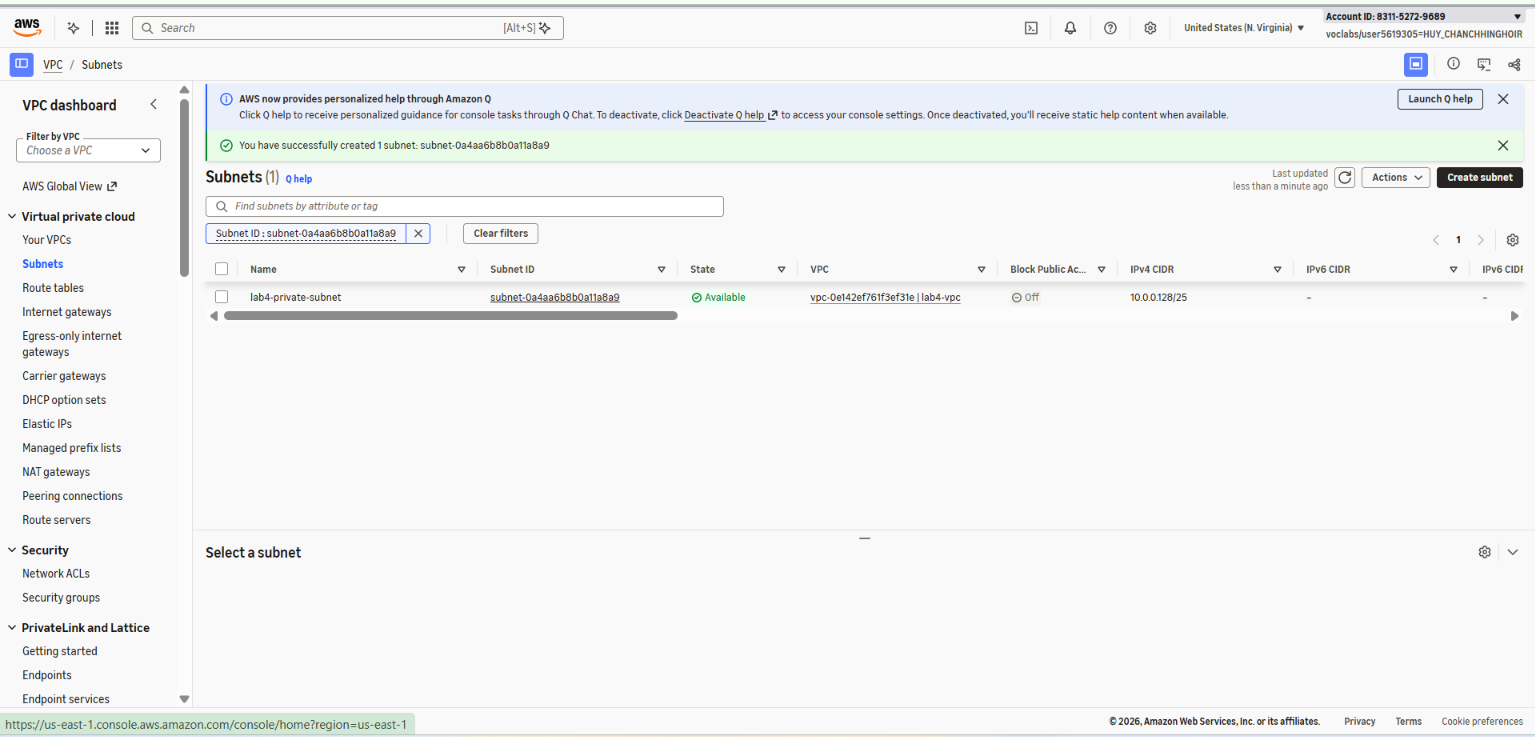 aws
Search [Alt+S]
United States (N. Virginia) ▼
Account ID: 8311-5272-9689 ▼
voclabs/user5619305=HUY_CHANCHHINGHOIR
VPC / Subnets
VPC dashboard
Filter by VPC
Choose a VPC
AWS Global View
Virtual private cloud
Your VPCs
Subnets
Route tables
Internet gateways
Egress-only internet
gateways
Carrier gateways
DHCP option sets
Elastic IPs
Managed prefix lists
NAT gateways
Peering connections
Route servers
Security
Network ACLs
Security groups
PrivateLink and Lattice
Getting started
Endpoints
Endpoint services
AWS now provides personalized help through Amazon Q
Click Q help to receive personalized guidance for console tasks through Q Chat. To deactivate, click Deactivate Q help to access your console settings. Once deactivated, you'll receive static help content when available.
Launch Q help
You have successfully created 1 subnet: subnet-0a4aa6b8b0a11a8a9
Subnets (1) Q help
Last updated
less than a minute ago
Actions
Create subnet
Find subnets by attribute or tag
Subnet ID : subnet-0a4aa6b8b0a11a8a9
Clear filters
1
Name Subnet ID State VPC Block Public Ac... IPv4 CIDR IPv6 CIDR IPv6 CIDR
lab4-private-subnet subnet-0a4aa6b8b0a11a8a9 Available vpc-0e142ef761f3ef31e | lab4-vpc Off 10.0.0.128/25 – –
Select a subnet
https://us-east-1.console.aws.amazon.com/console/home?region=us-east-1
© 2026, Amazon Web Services, Inc. or its affiliates. Privacy Terms Cookie preferences